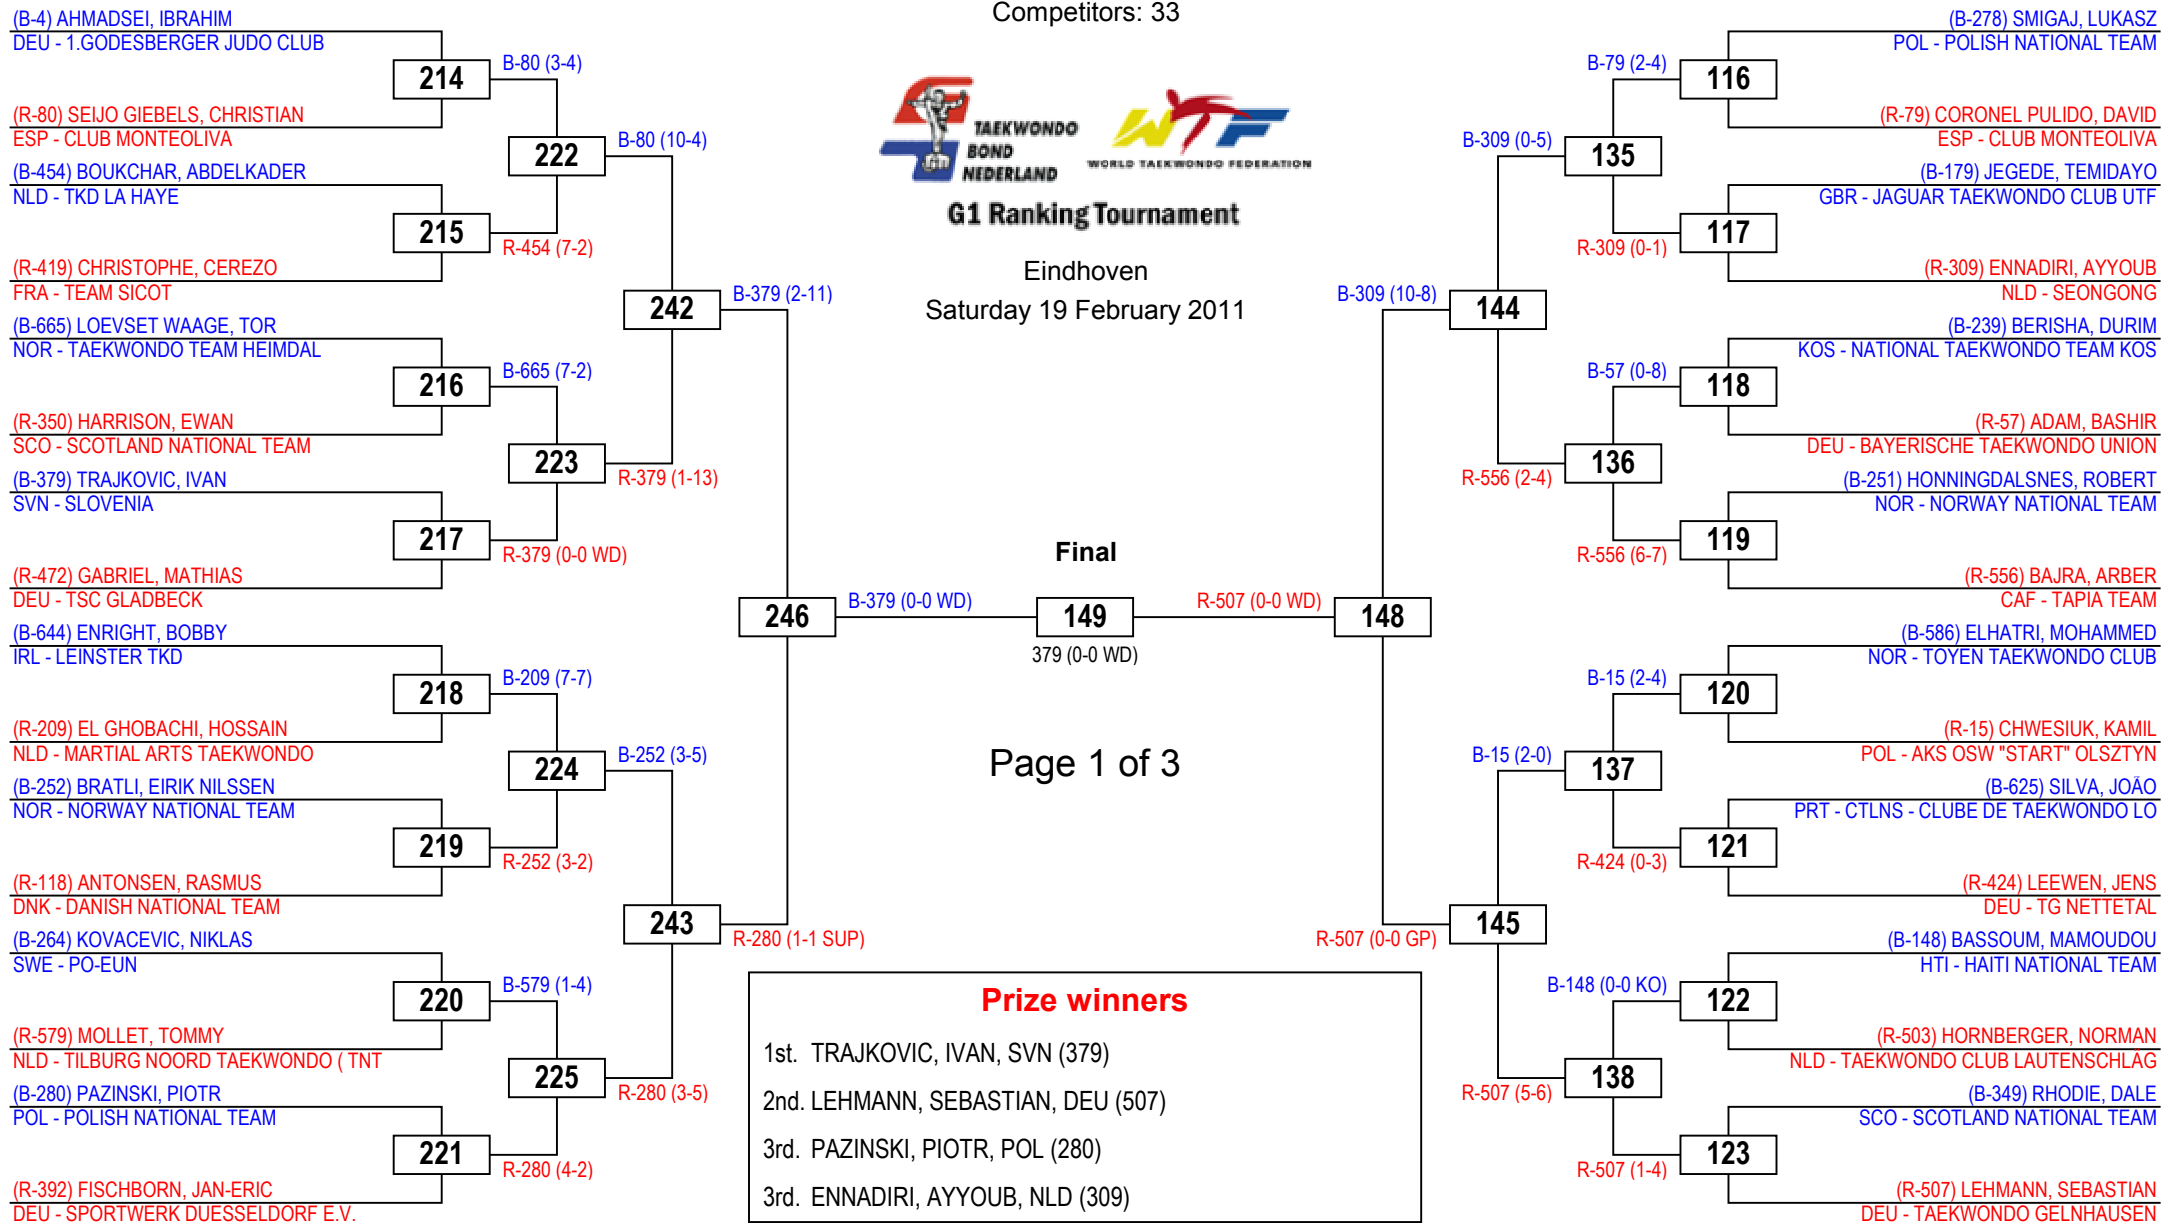 Competitors: 33
TAEKWONDO
BOND
NEDERLAND
WTF
WORLD TAEKWONDO FEDERATION
G1 Ranking Tournament
Eindhoven
Saturday 19 February 2011
(B-4) AHMADSEI, IBRAHIM
DEU - 1.GODESBERGER JUDO CLUB
214
(R-80) SEIJO GIEBELS, CHRISTIAN
ESP - CLUB MONTEOLIVA
(B-454) BOUKCHAR, ABDELKADER
NLD - TKD LA HAYE
215
(R-419) CHRISTOPHE, CEREZO
FRA - TEAM SICOT
(B-665) LOEVSET WAAGE, TOR
NOR - TAEKWONDO TEAM HEIMDAL
216
(R-350) HARRISON, EWAN
SCO - SCOTLAND NATIONAL TEAM
(B-379) TRAJKOVIC, IVAN
SVN - SLOVENIA
217
(R-472) GABRIEL, MATHIAS
DEU - TSC GLADBECK
(B-644) ENRIGHT, BOBBY
IRL - LEINSTER TKD
218
(R-209) EL GHOBACHI, HOSSAIN
NLD - MARTIAL ARTS TAEKWONDO
(B-252) BRATLI, EIRIK NILSSEN
NOR - NORWAY NATIONAL TEAM
219
(R-118) ANTONSEN, RASMUS
DNK - DANISH NATIONAL TEAM
(B-264) KOVACEVIC, NIKLAS
SWE - PO-EUN
220
(R-579) MOLLET, TOMMY
NLD - TILBURG NOORD TAEKWONDO ( TNT
(B-280) PAZINSKI, PIOTR
POL - POLISH NATIONAL TEAM
221
(R-392) FISCHBORN, JAN-ERIC
DEU - SPORTWERK DUESSELDORF E.V.
B-80 (3-4)
222
R-454 (7-2)
B-665 (7-2)
223
R-379 (0-0 WD)
B-209 (7-7)
224
R-252 (3-2)
B-579 (1-4)
225
R-280 (4-2)
B-80 (10-4)
242
R-379 (1-13)
B-252 (3-5)
243
R-280 (3-5)
B-379 (2-11)
246
R-280 (1-1 SUP)
Final
B-379 (0-0 WD)
149
R-507 (0-0 WD)
379 (0-0 WD)
Page 1 of 3
B-309 (10-8)
148
R-507 (0-0 GP)
B-309 (0-5)
144
R-556 (2-4)
B-15 (2-0)
145
R-507 (5-6)
B-79 (2-4)
135
R-309 (0-1)
B-57 (0-8)
136
R-556 (6-7)
B-15 (2-4)
137
R-424 (0-3)
B-148 (0-0 KO)
138
R-507 (1-4)
(B-278) SMIGAJ, LUKASZ
POL - POLISH NATIONAL TEAM
116
(R-79) CORONEL PULIDO, DAVID
ESP - CLUB MONTEOLIVA
(B-179) JEGEDE, TEMIDAYO
GBR - JAGUAR TAEKWONDO CLUB UTF
117
(R-309) ENNADIRI, AYYOUB
NLD - SEONGONG
(B-239) BERISHA, DURIM
KOS - NATIONAL TAEKWONDO TEAM KOS
118
(R-57) ADAM, BASHIR
DEU - BAYERISCHE TAEKWONDO UNION
(B-251) HONNINGDALSNES, ROBERT
NOR - NORWAY NATIONAL TEAM
119
(R-556) BAJRA, ARBER
CAF - TAPIA TEAM
(B-586) ELHATRI, MOHAMMED
NOR - TOYEN TAEKWONDO CLUB
120
(R-15) CHWESIUK, KAMIL
POL - AKS OSW "START" OLSZTYN
(B-625) SILVA, JOÃO
PRT - CTLNS - CLUBE DE TAEKWONDO LO
121
(R-424) LEEWEN, JENS
DEU - TG NETTETAL
(B-148) BASSOUM, MAMOUDOU
HTI - HAITI NATIONAL TEAM
122
(R-503) HORNBERGER, NORMAN
NLD - TAEKWONDO CLUB LAUTENSCHLÄG
(B-349) RHODIE, DALE
SCO - SCOTLAND NATIONAL TEAM
123
(R-507) LEHMANN, SEBASTIAN
DEU - TAEKWONDO GELNHAUSEN
Prize winners
1st. TRAJKOVIC, IVAN, SVN (379)
2nd. LEHMANN, SEBASTIAN, DEU (507)
3rd. PAZINSKI, PIOTR, POL (280)
3rd. ENNADIRI, AYYOUB, NLD (309)